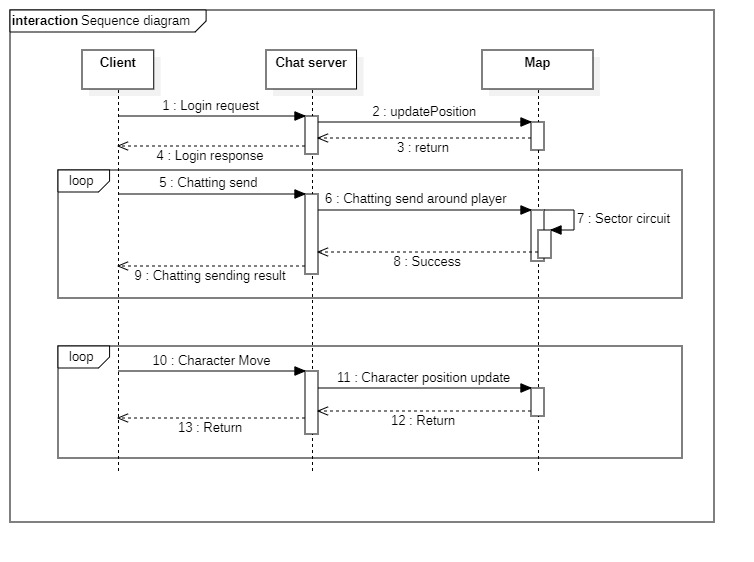 interaction Sequence diagram
Client
Chat server
Map
1 : Login request
2 : updatePosition
3 : return
4 : Login response
loop
5 : Chatting send
6 : Chatting send around player
7 : Sector circuit
8 : Success
9 : Chatting sending result
loop
10 : Character Move
11 : Character position update
12 : Return
13 : Return